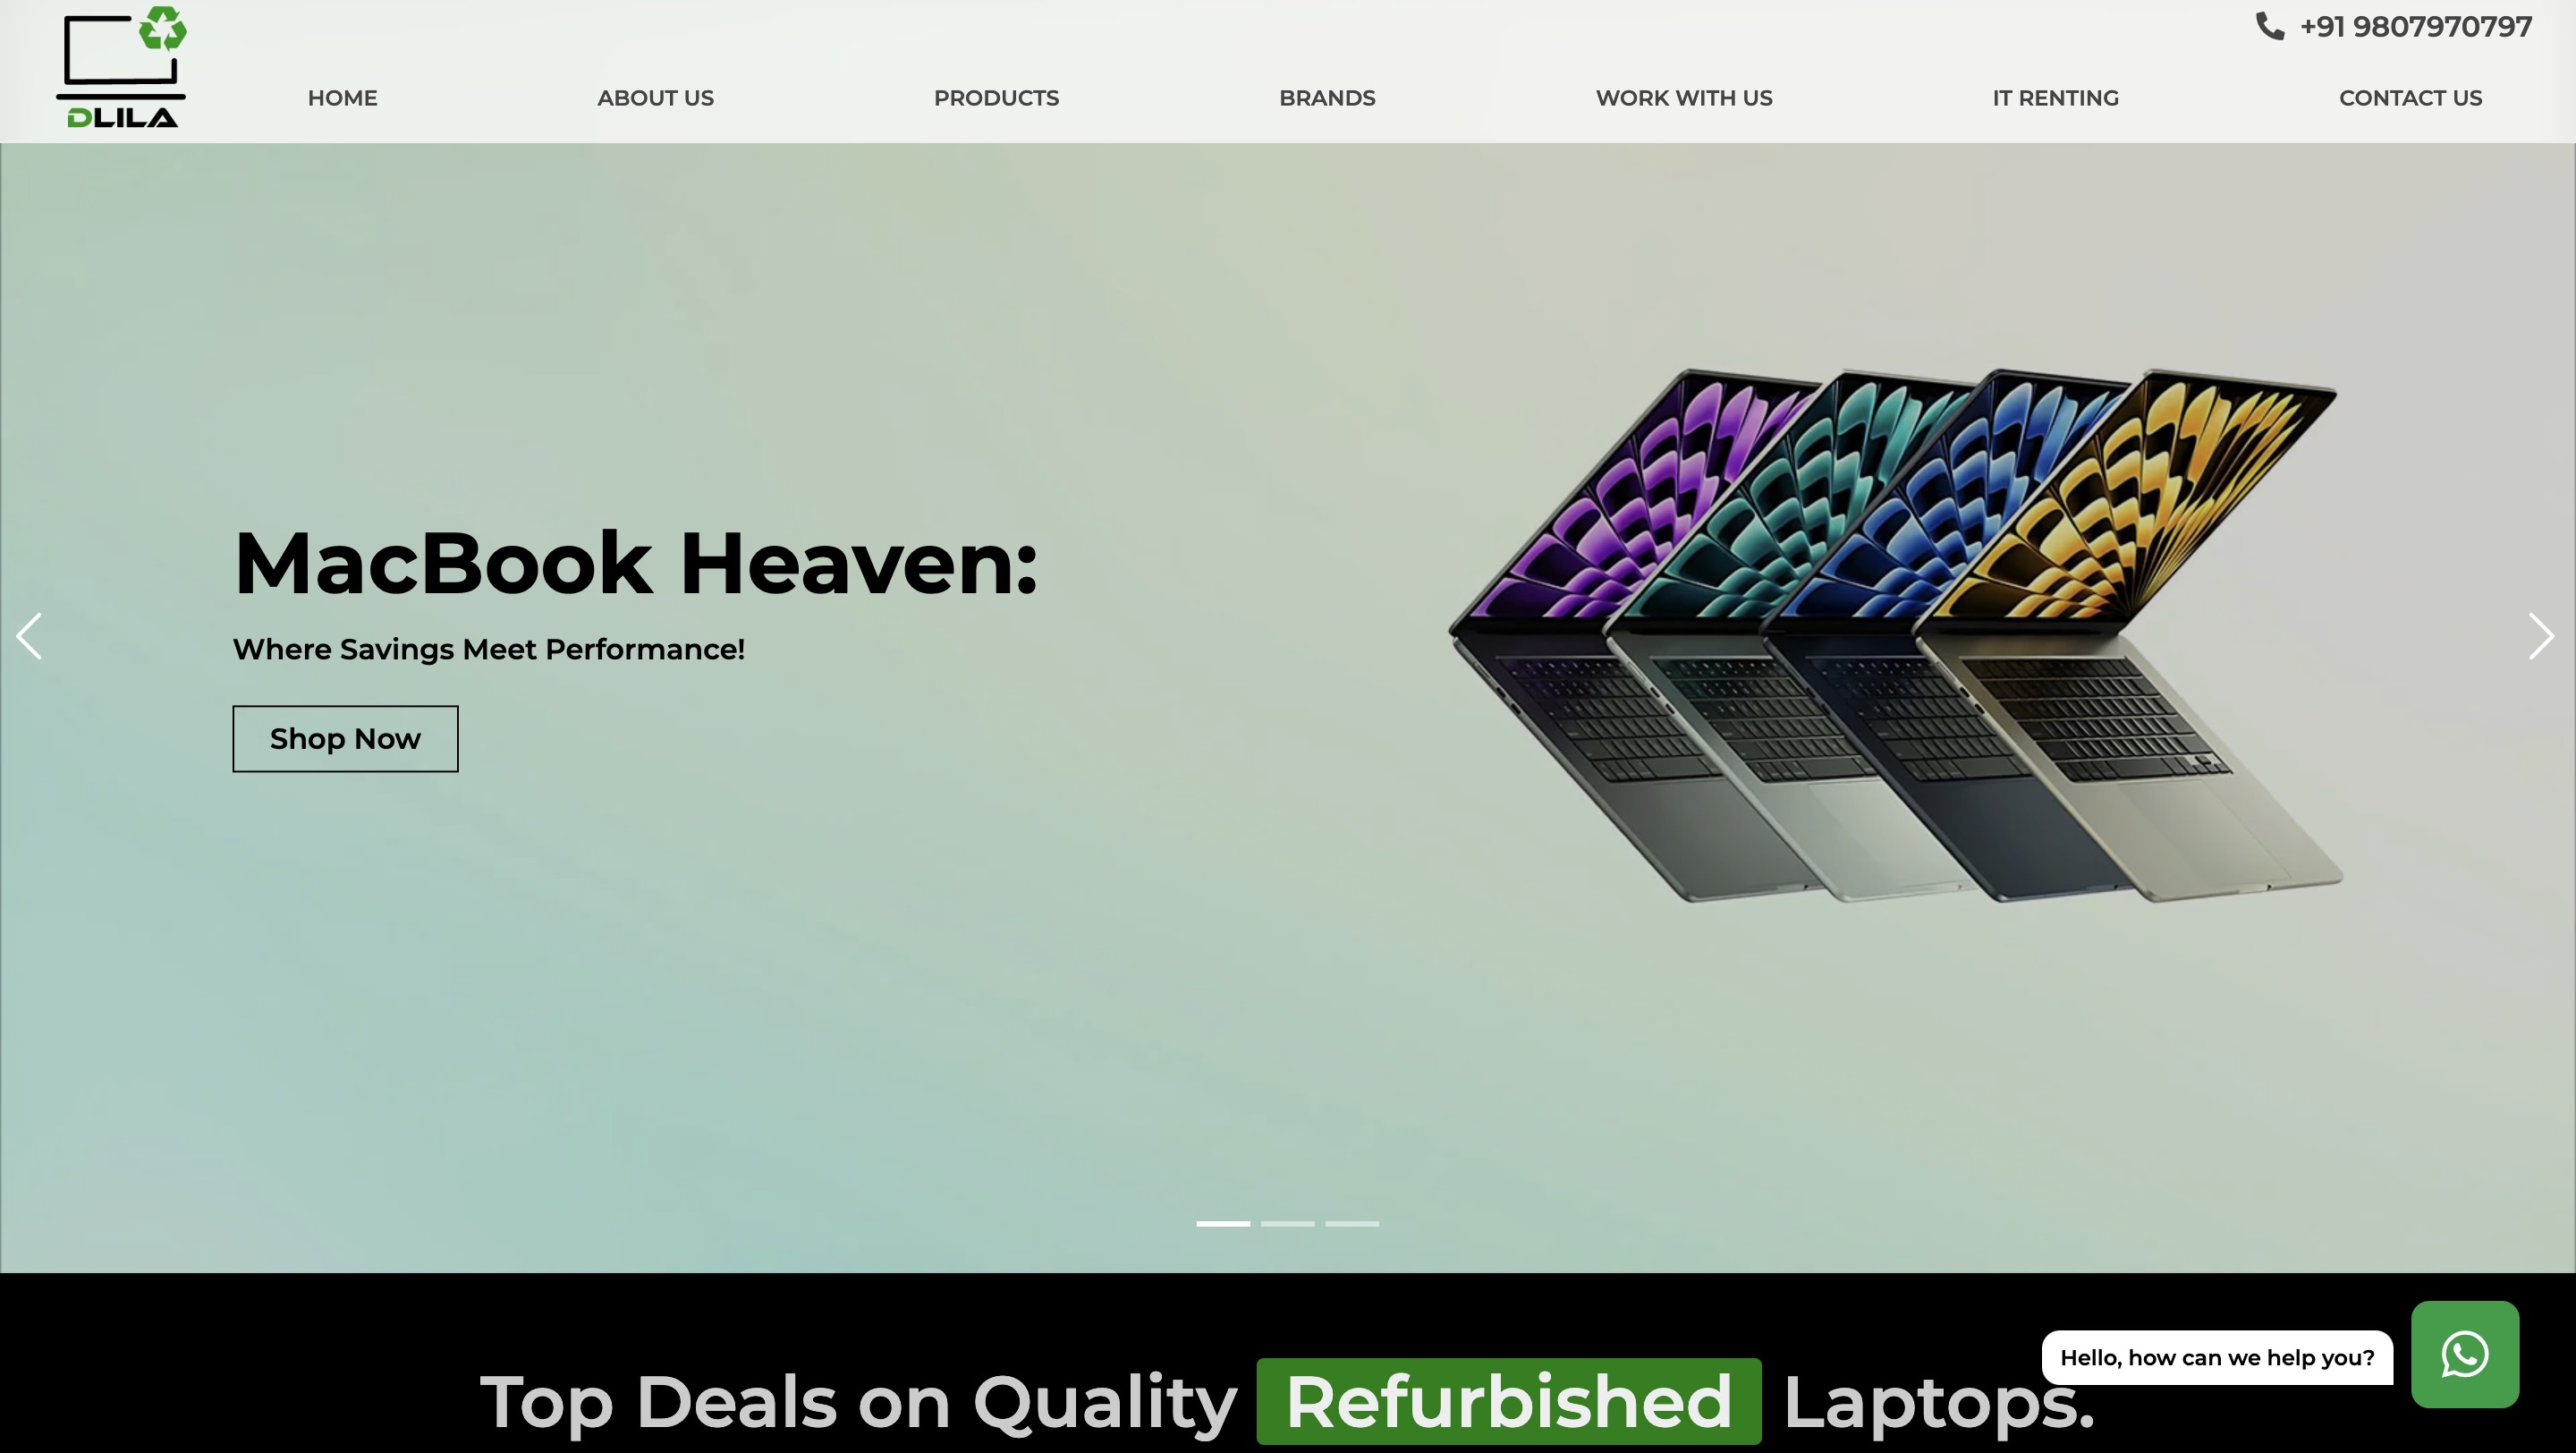 +91 9807970797
DLILA
HOME
ABOUT US
PRODUCTS
BRANDS
WORK WITH US
IT RENTING
CONTACT US
MacBook Heaven:
Where Savings Meet Performance!
Shop Now
Hello, how can we help you?
Top Deals on Quality Refurbished Laptops.